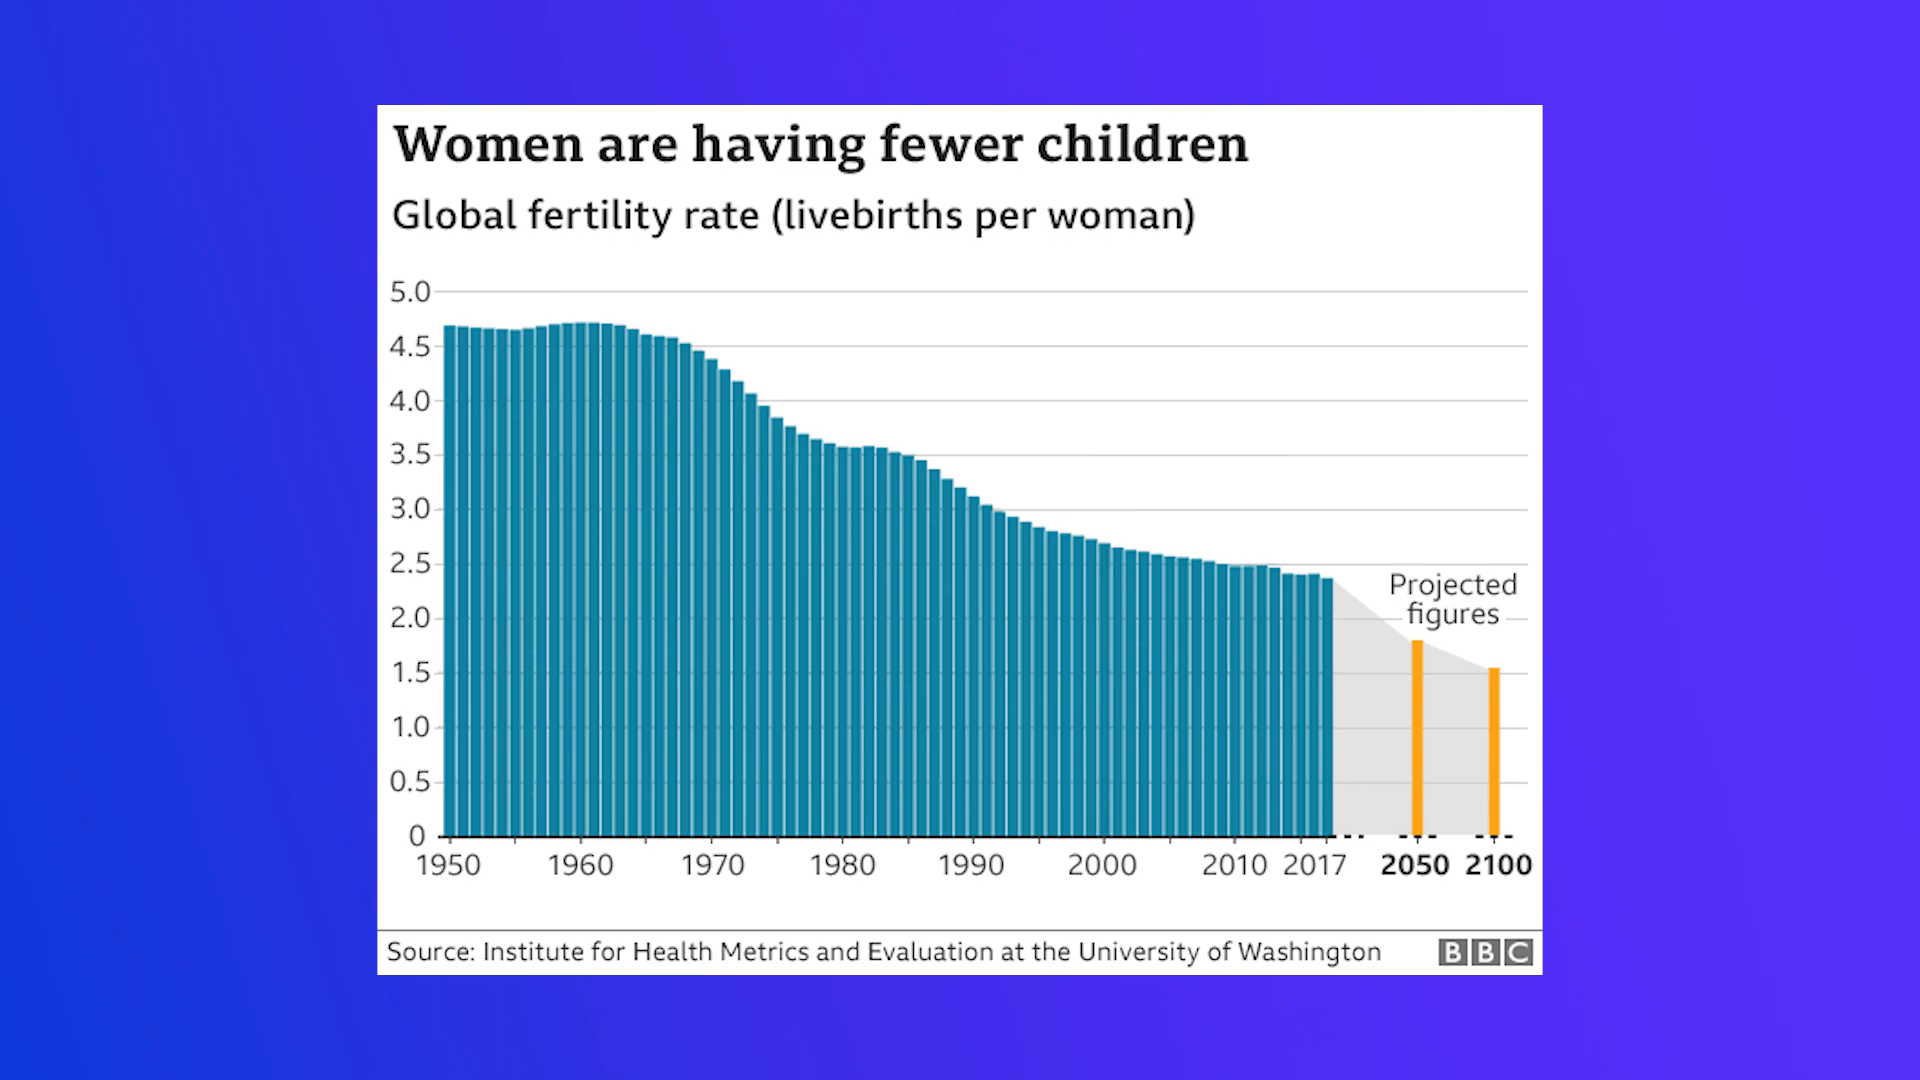 Women are having fewer children
Global fertility rate (livebirths per woman)
5.0
4.5
4.0
3.5
3.0
2.5
2.0
1.5
1.0
0.5
0
Projected
figures
1950 1960 1970 1980 1990 2000 2010 2017 2050 2100
Source: Institute for Health Metrics and Evaluation at the University of Washington BBC